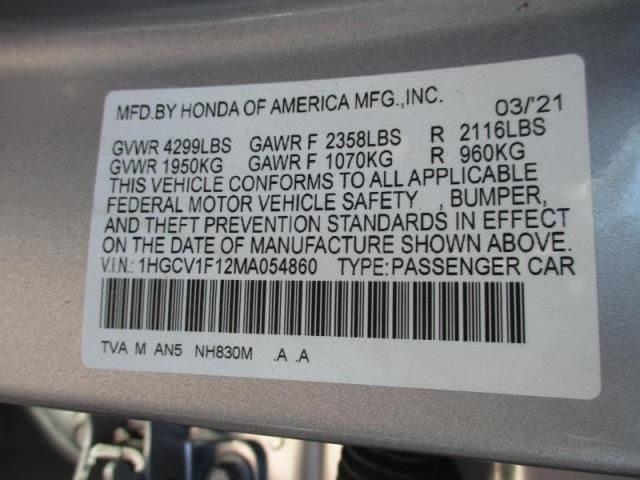 MFD.BY HONDA OF AMERICA MFG.,INC. 03/'21
GVWR 4299LBS GAWR F 2358LBS R 2116LBS
GVWR 1950KG GAWR F 1070KG R 960KG
THIS VEHICLE CONFORMS TO ALL APPLICABLE
FEDERAL MOTOR VEHICLE SAFETY , BUMPER,
AND THEFT PREVENTION STANDARDS IN EFFECT
ON THE DATE OF MANUFACTURE SHOWN ABOVE.
V.I.N.: 1HGCV1F12MA054860 TYPE:PASSENGER CAR
TVA M AN5 NH830M .A .A